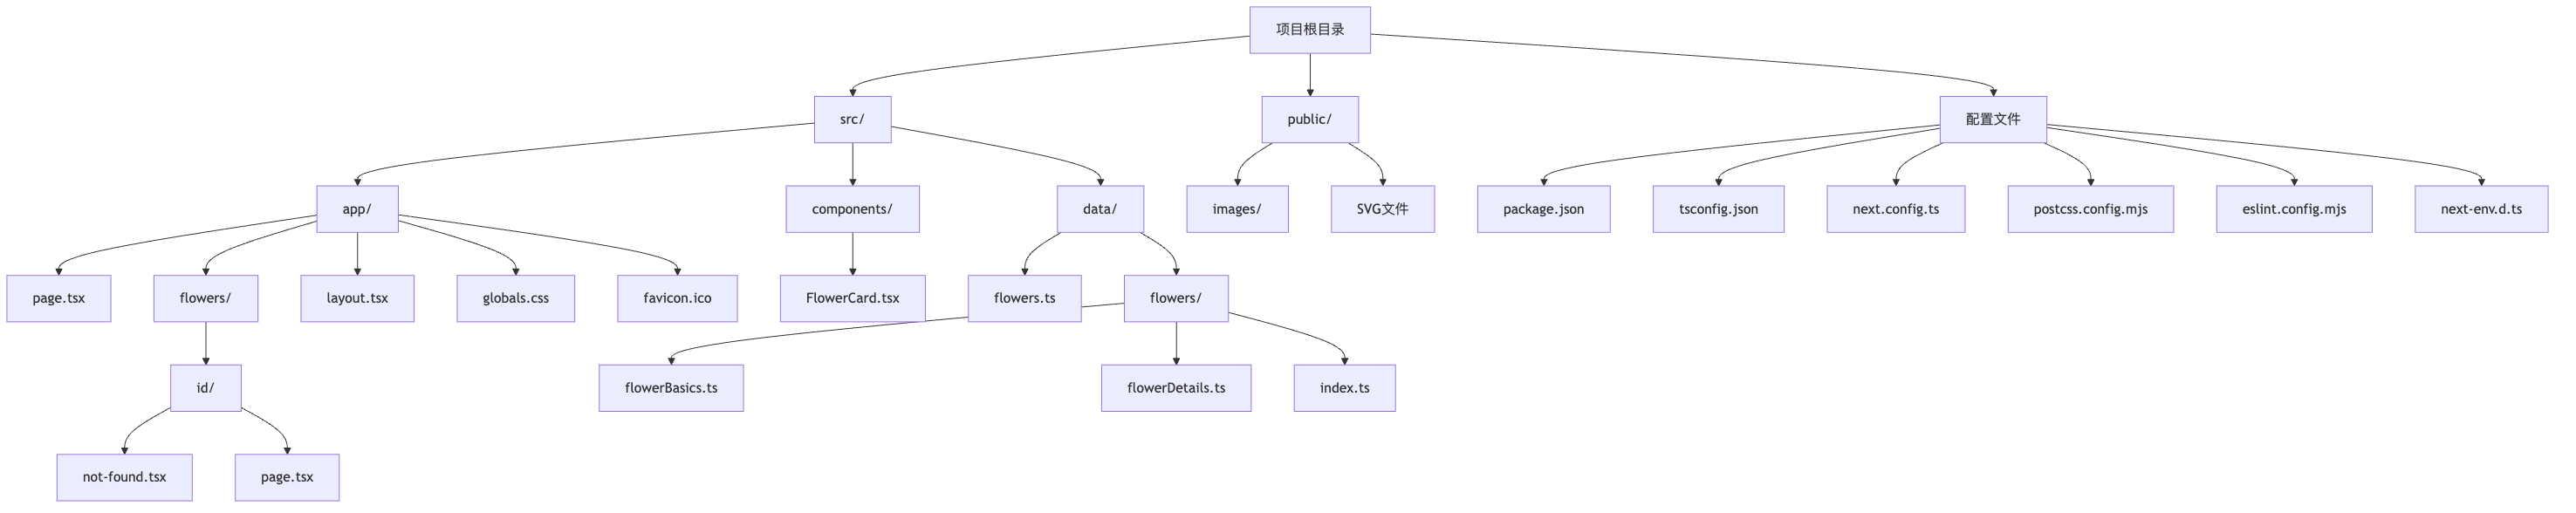 项目根目录
src/
public/
配置文件
app/
components/
data/
images/
SVG文件
package.json
tsconfig.json
next.config.ts
postcss.config.mjs
eslint.config.mjs
next-env.d.ts
page.tsx
flowers/
layout.tsx
globals.css
favicon.ico
FlowerCard.tsx
flowers.ts
flowers/
id/
flowerBasics.ts
flowerDetails.ts
index.ts
not-found.tsx
page.tsx